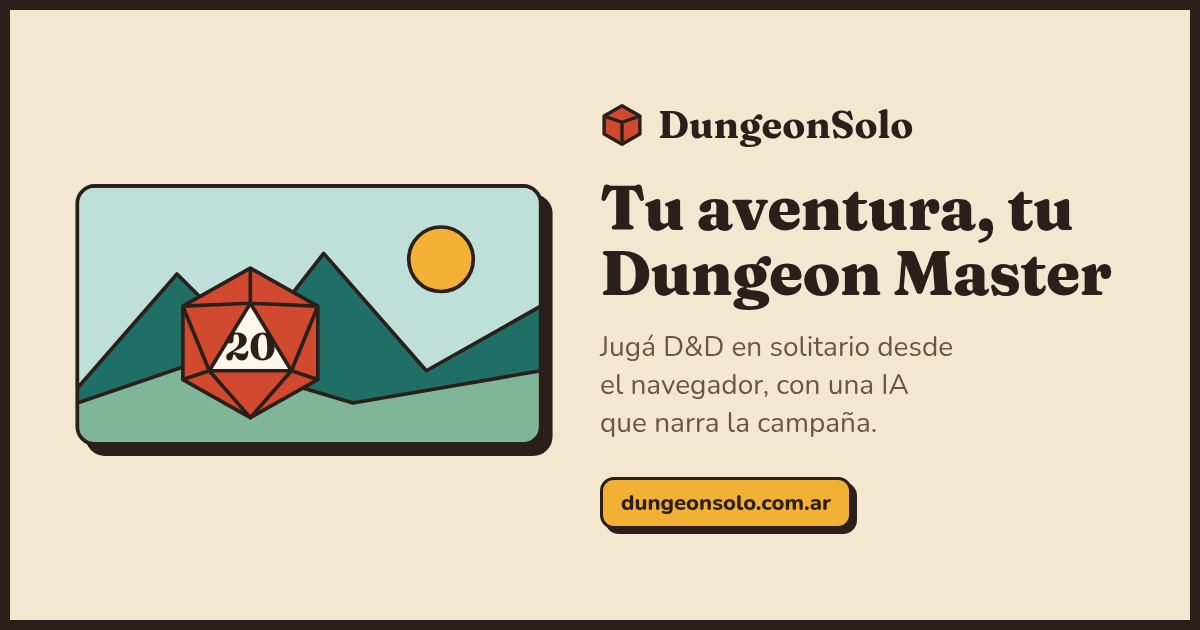 DungeonSolo
Tu aventura, tu
Dungeon Master
20
Jugá D&D en solitario desde
el navegador, con una IA
que narra la campaña.
dungeonsolo.com.ar